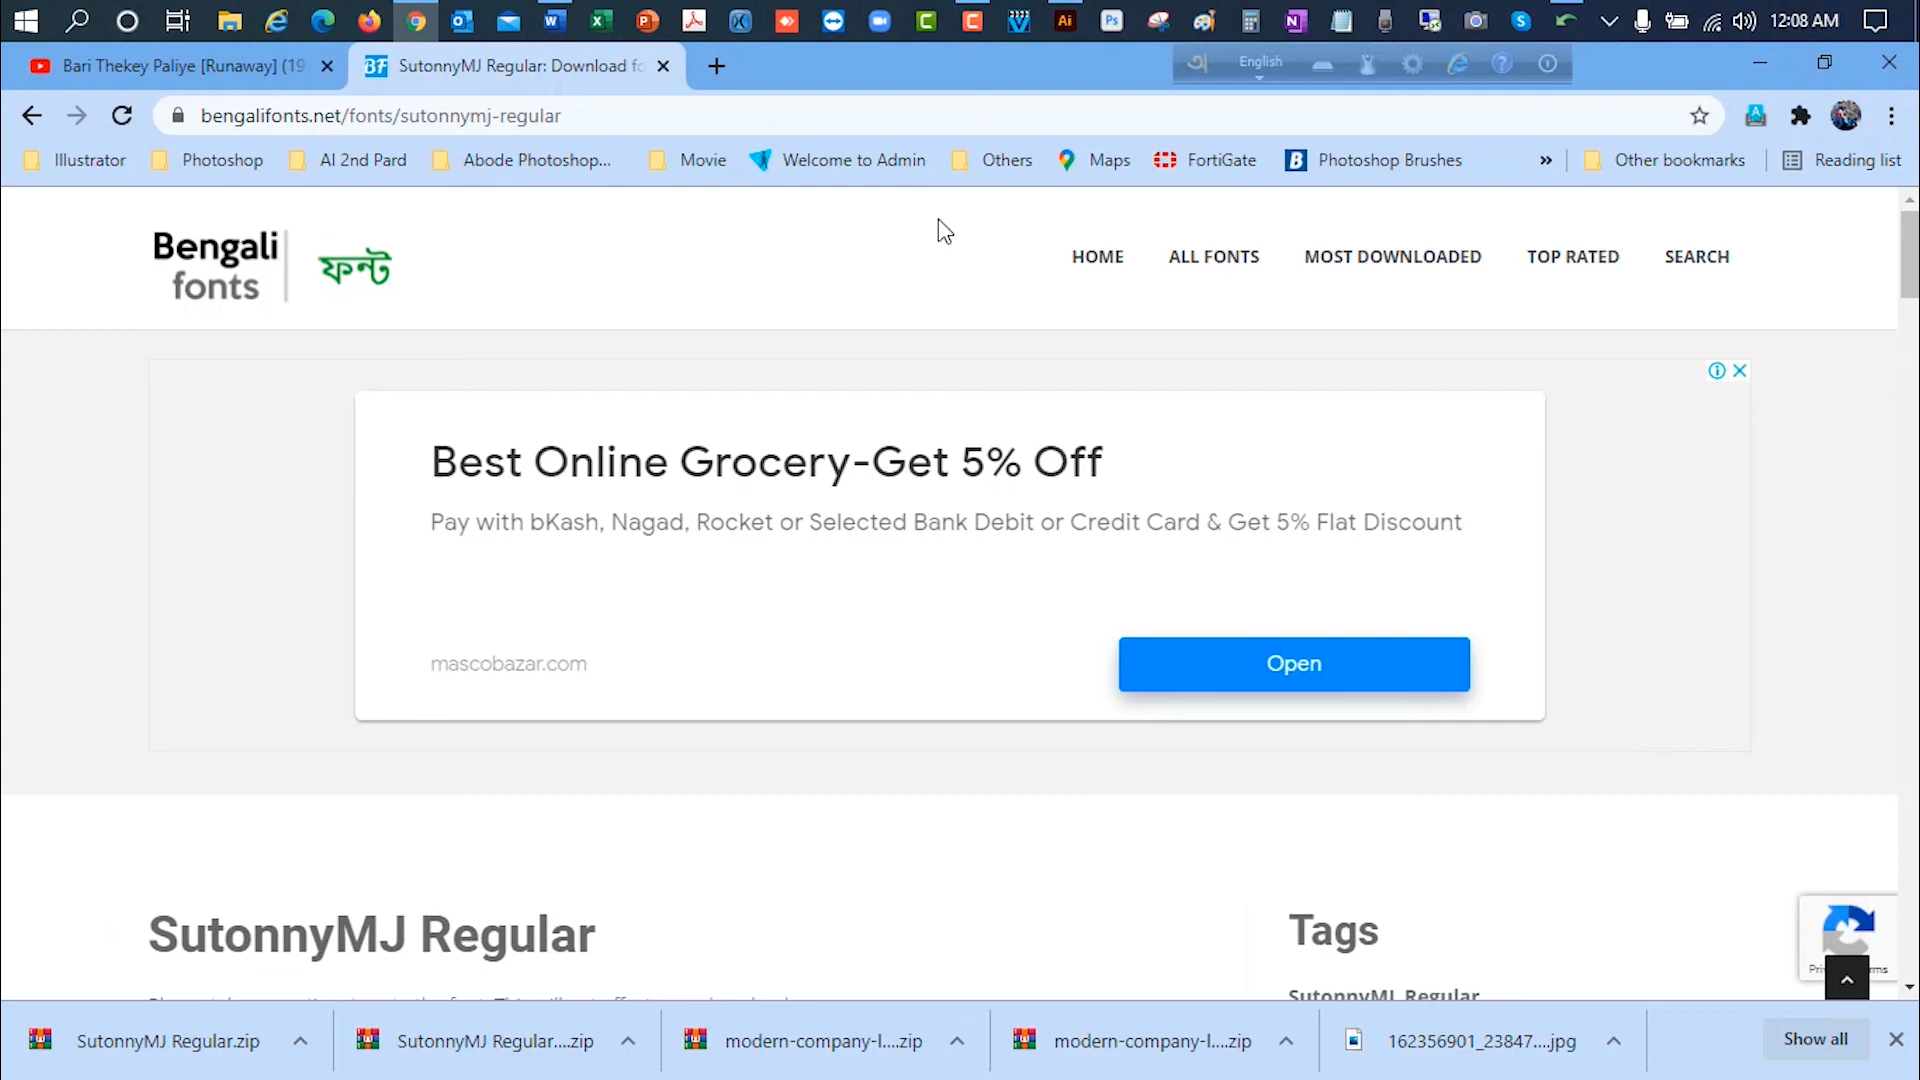 12:08 AM
Bari Thekey Paliye [Runaway] (19
SutonnyMJ Regular: Download fo
English
bengalifonts.net/fonts/sutonnymj-regular
Illustrator
Photoshop
AI 2nd Pard
Abode Photoshop...
Movie
Welcome to Admin
Others
Maps
FortiGate
Photoshop Brushes
Other bookmarks
Reading list
Bengali
fonts
ফন্ট
HOME
ALL FONTS
MOST DOWNLOADED
TOP RATED
SEARCH
Best Online Grocery-Get 5% Off
Pay with bKash, Nagad, Rocket or Selected Bank Debit or Credit Card & Get 5% Flat Discount
mascobazar.com
Open
SutonnyMJ Regular
Tags
SutonnyMJ Regular
SutonnyMJ Regular.zip
SutonnyMJ Regular....zip
modern-company-l....zip
modern-company-l....zip
162356901_23847....jpg
Show all